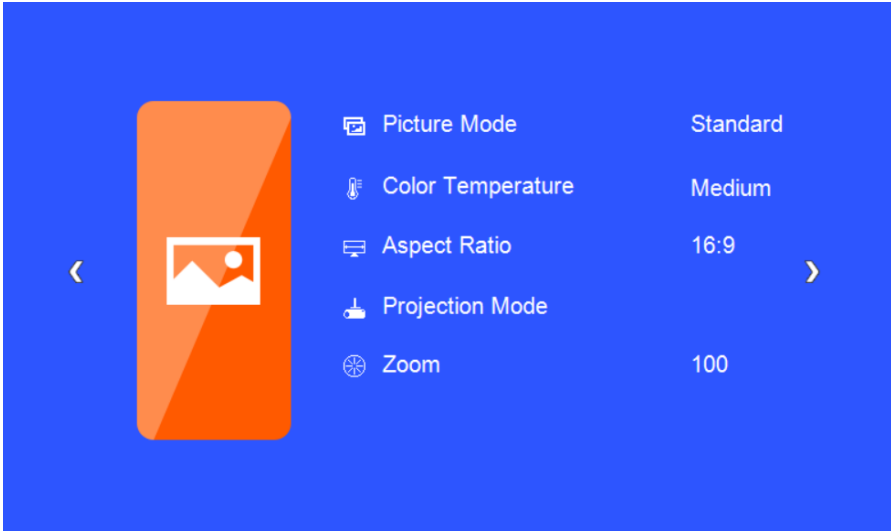 Picture Mode Standard
Color Temperature Medium
Aspect Ratio 16:9
Projection Mode
Zoom 100